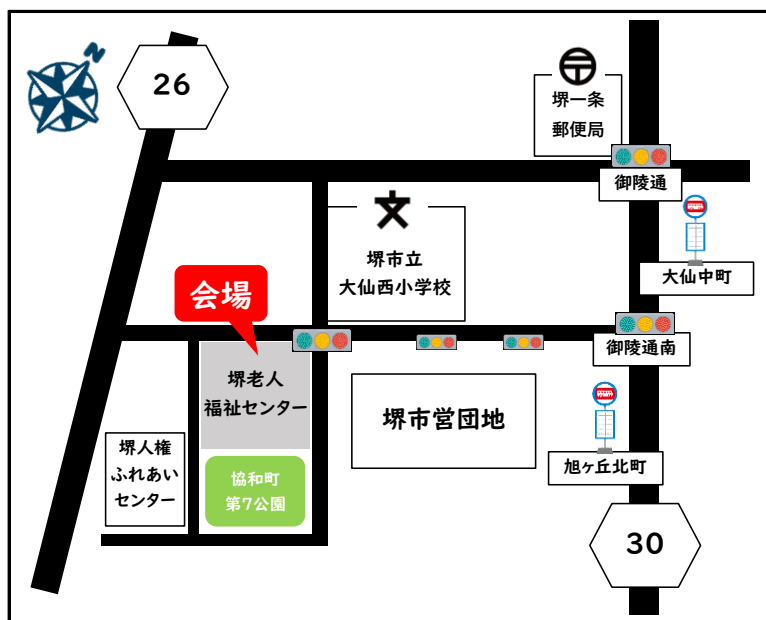 N
26
堺一条
郵便局
御陵通
堺市立
大仙西小学校
大仙中町
会場
御陵通南
堺老人
福祉センター
堺市営団地
堺人権
ふれあい
センター
協和町
第7公園
旭ヶ丘北町
30